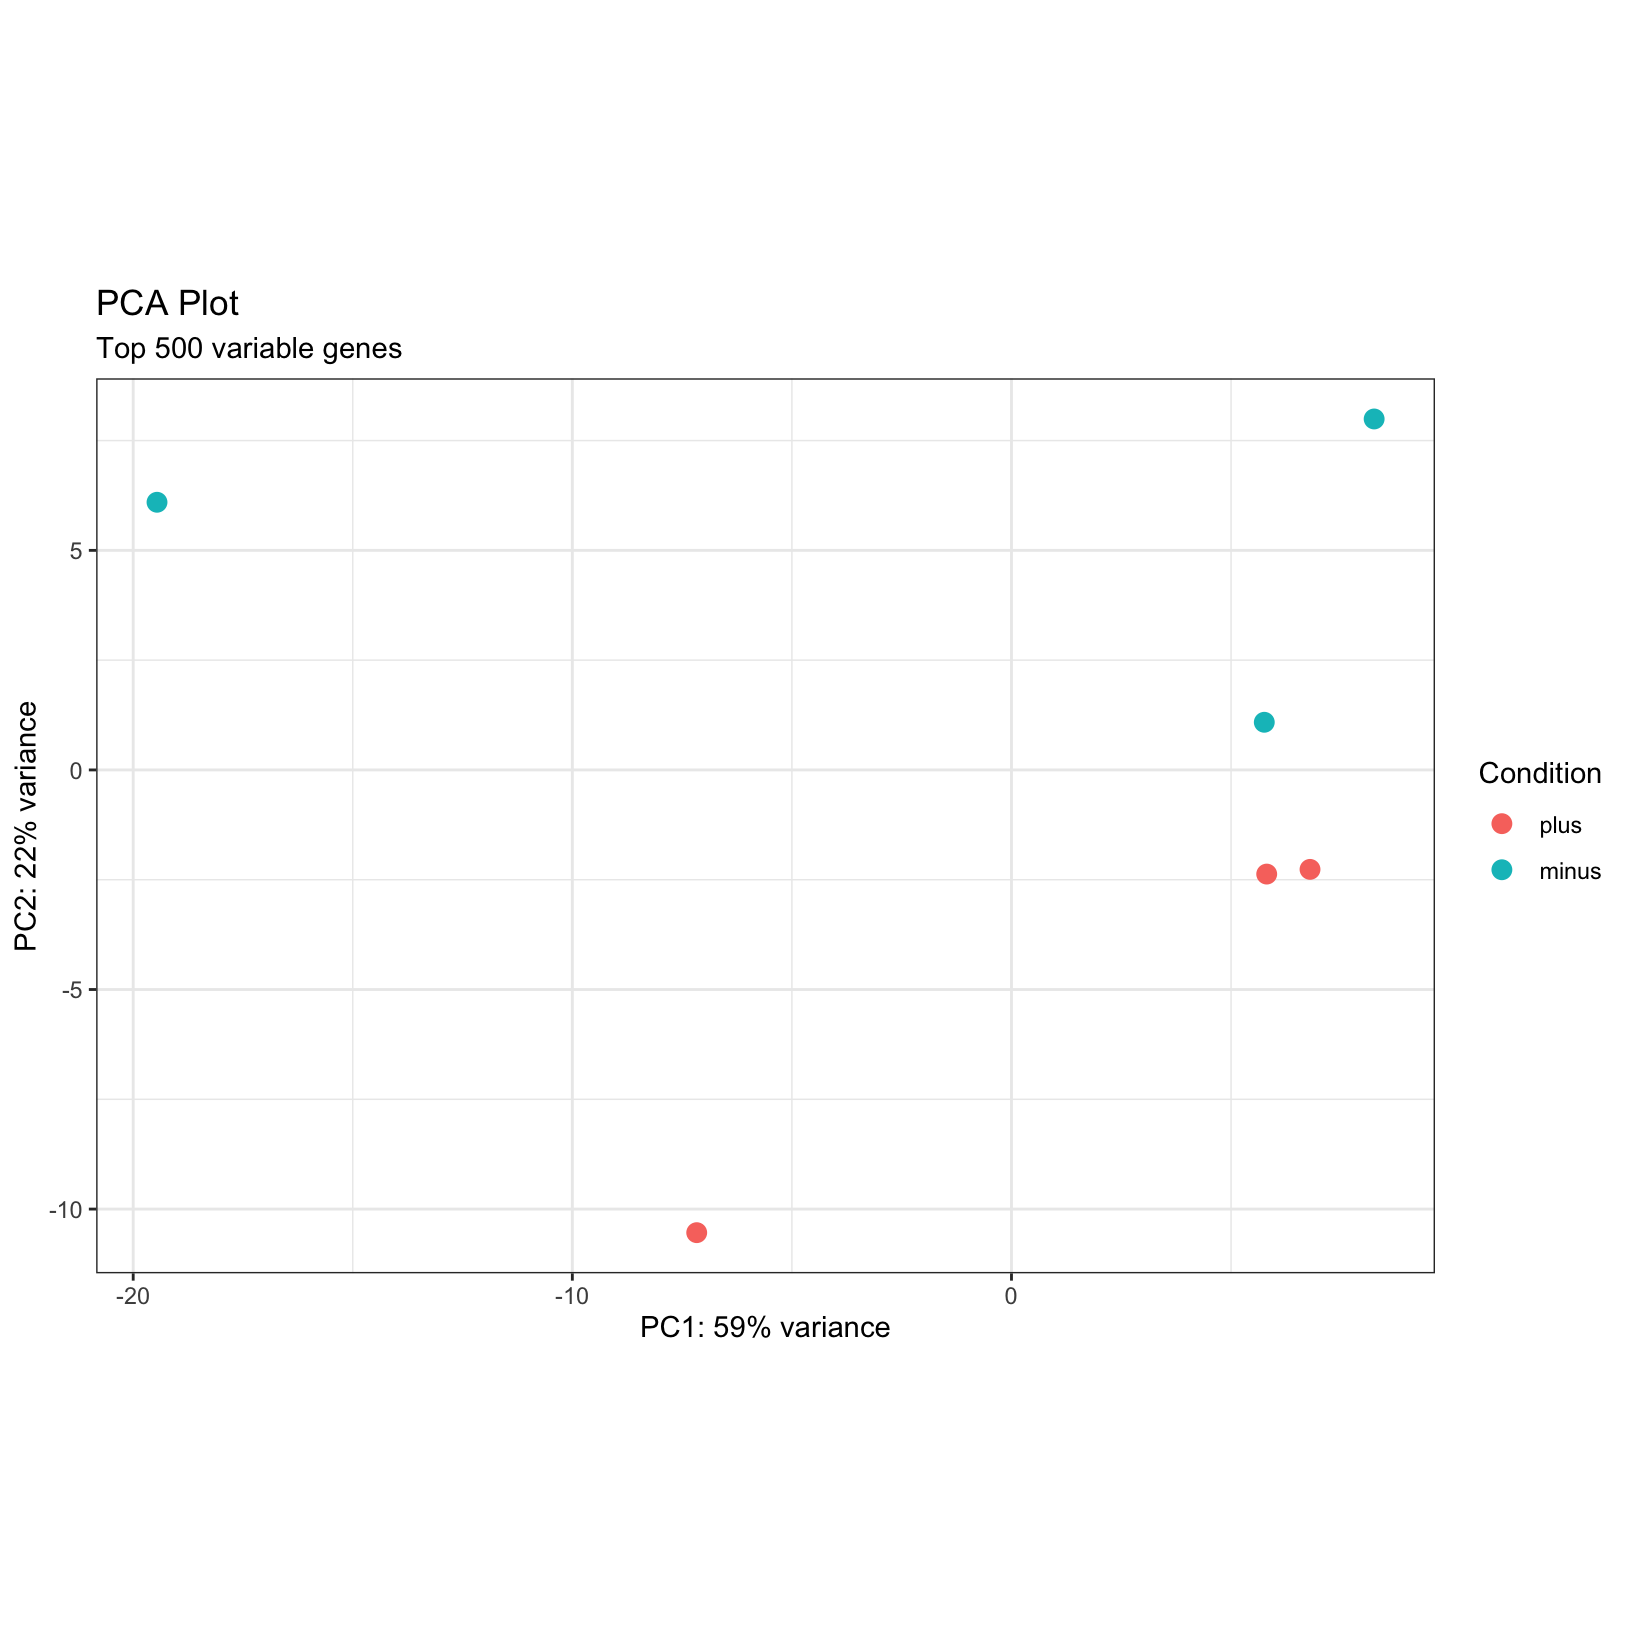 PCA Plot
Top 500 variable genes
PC2: 22% variance
5
0
-5
-10
-20
-10
0
PC1: 59% variance
Condition
plus
minus